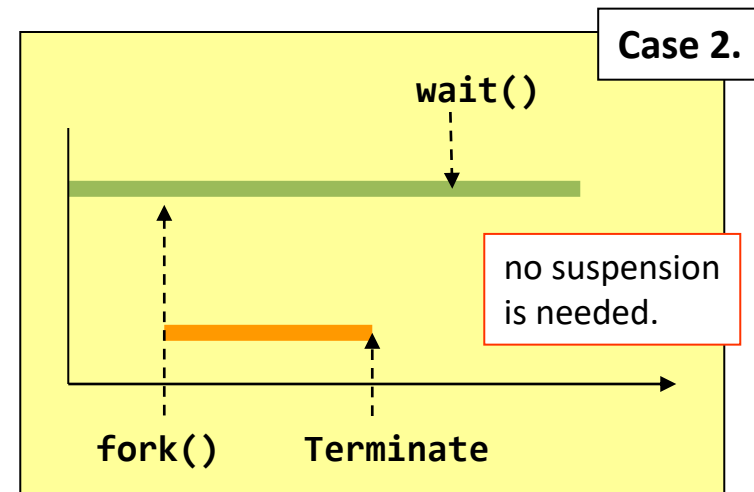 Case 2.
wait()
no suspension
is needed.
fork()
Terminate